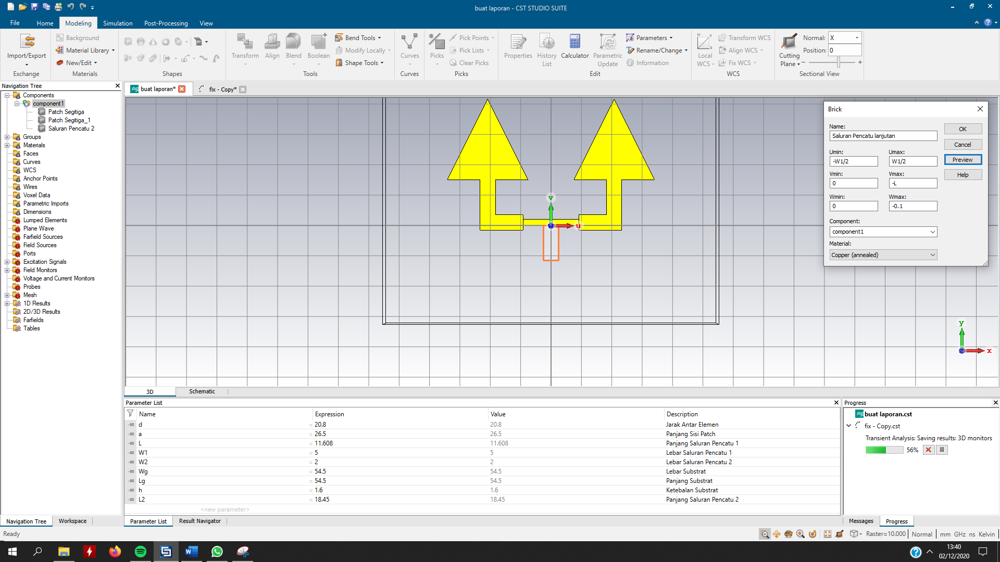 buat laporan - CST STUDIO SUITE
File
Home
Modeling
Simulation
Post-Processing
View
Import/Export
Exchange
Background
Material Library
New/Edit
Materials
Shapes
Transform
Align
Blend
Boolean
Bend Tools
Modify Locally
Shape Tools
Tools
Curves
Curves
Picks
Pick Points
Pick Lists
Clear Picks
Picks
Properties
History
List
Calculator
Parametric
Update
Parameters
Rename/Change
Information
Edit
Local
WCS
Transform WCS
Align WCS
Fix WCS
WCS
Cutting
Plane
Normal: X
Position: 0
Sectional View
Navigation Tree
Components
component1
Patch Segitiga
Patch Segitiga_1
Saluran Pencatu 2
Groups
Materials
Faces
Curves
WCS
Anchor Points
Wires
Voxel Data
Parametric Imports
Dimensions
Lumped Elements
Plane Wave
Farfield Sources
Field Sources
Ports
Excitation Signals
Field Monitors
Voltage and Current Monitors
Probes
Mesh
1D Results
2D/3D Results
Farfields
Tables
buat laporan*
fix - Copy*
v
w
u
y
z
x
Brick
Name:
Saluran Pencatu lanjutan
OK
Cancel
Preview
Help
Umin: Umax:
-W1/2 W1/2
Vmin: Vmax:
0 -L
Wmin: Wmax:
0 -0.1
Component:
component1
Material:
Copper (annealed)
3D
Schematic
Parameter List
Name Expression Value Description
d = 20.8 20.8 Jarak Antar Elemen
a = 26.5 26.5 Panjang Sisi Patch
L = 11.608 11.608 Panjang Saluran Pencatu 1
W1 = 5 5 Lebar Saluran Pencatu 1
W2 = 2 2 Lebar Saluran Pencatu 2
Wg = 54.5 54.5 Lebar Substrat
Lg = 54.5 54.5 Panjang Substrat
h = 1.6 1.6 Ketebalan Substrat
L2 = 18.45 18.45 Panjang Saluran Pencatu 2
<new parameter>
Progress
buat laporan.cst
fix - Copy.cst
Transient Analysis: Saving results: 3D monitors
56%
Navigation Tree
Workspace
Parameter List
Result Navigator
Messages
Progress
Ready
Raster=10.000
Normal
mm GHz ns Kelvin
13:40
02/12/2020